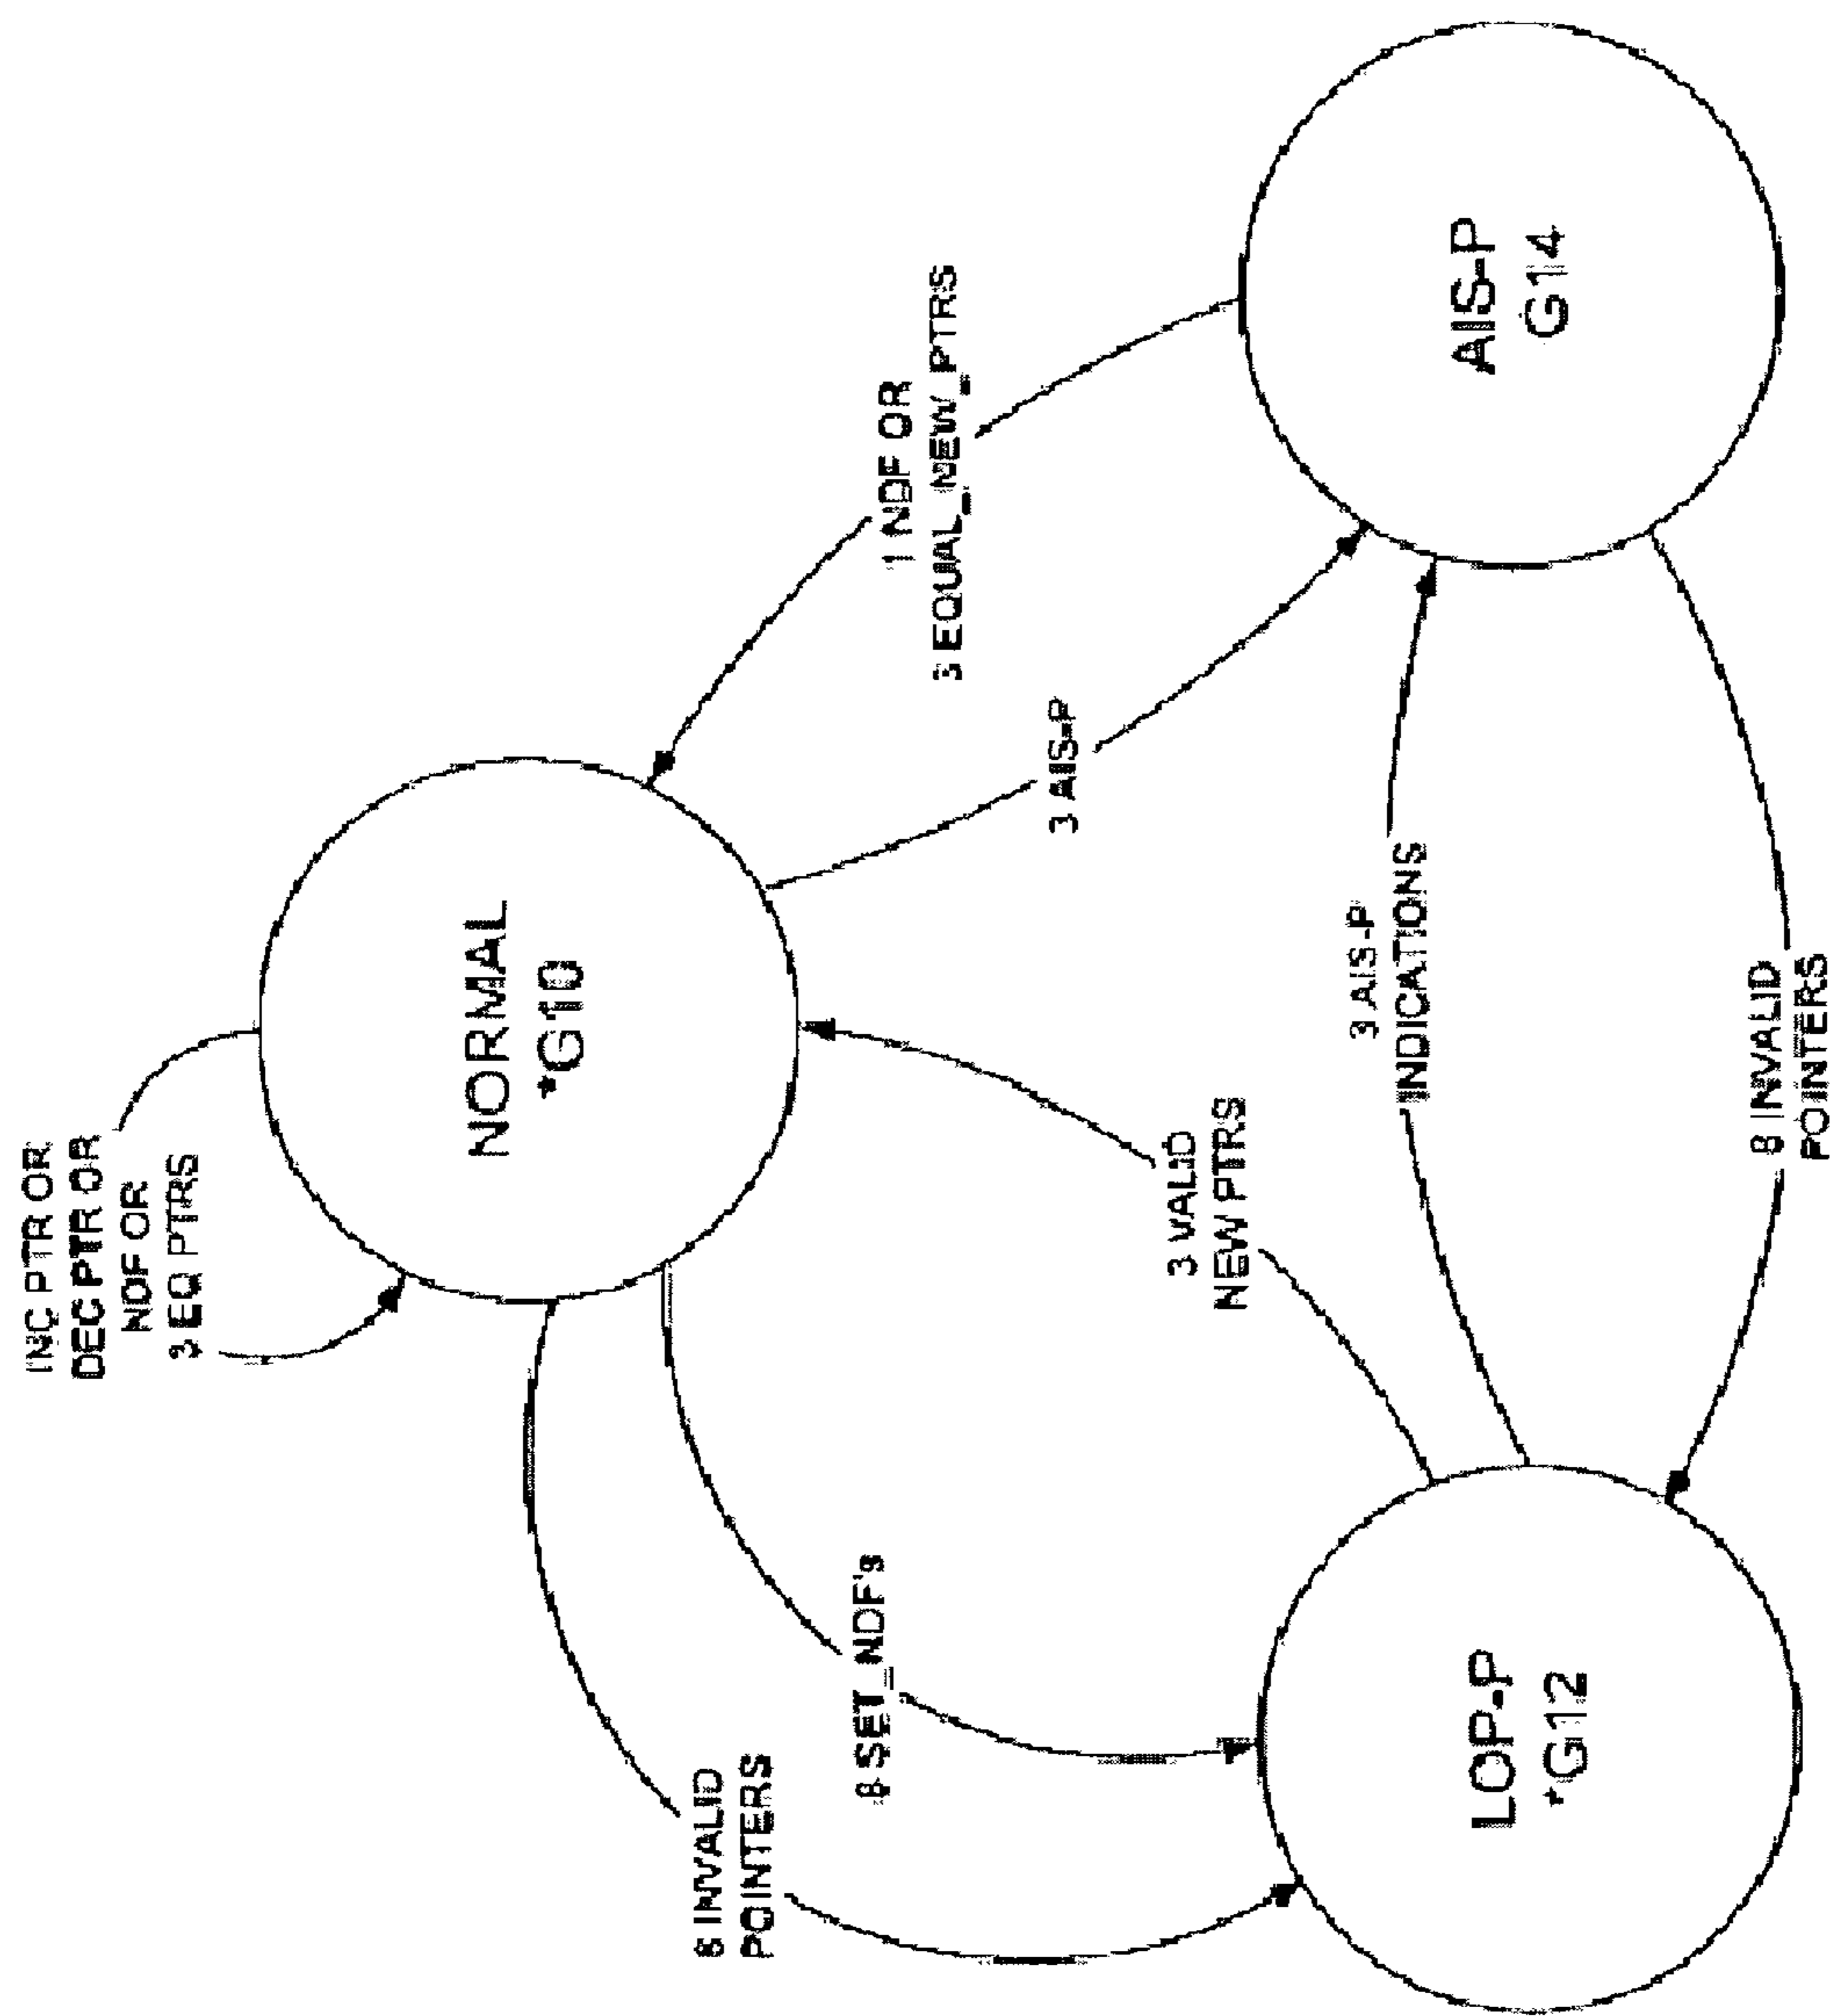 INC PTR OR
DEC PTR OR
NDF OR
3 EQ PTRS
NORMAL
*G10
8 INVALID
POINTERS
8 SET_NDF's
3 VALID
NEW PTRS
3 AIS-P
1 NDF OR
3 EQUAL_NEW_PTRS
3 AIS-P
INDICATIONS
LOP-P
*G12
AIS-P
G14
8 INVALID
POINTERS